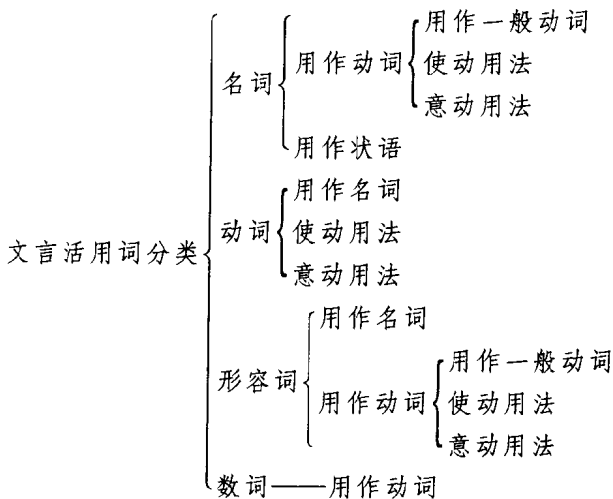 文言活用词分类
名词
用作动词
用作一般动词
使动用法
意动用法
用作状语
动词
用作名词
使动用法
意动用法
形容词
用作名词
用作动词
用作一般动词
使动用法
意动用法
数词——用作动词